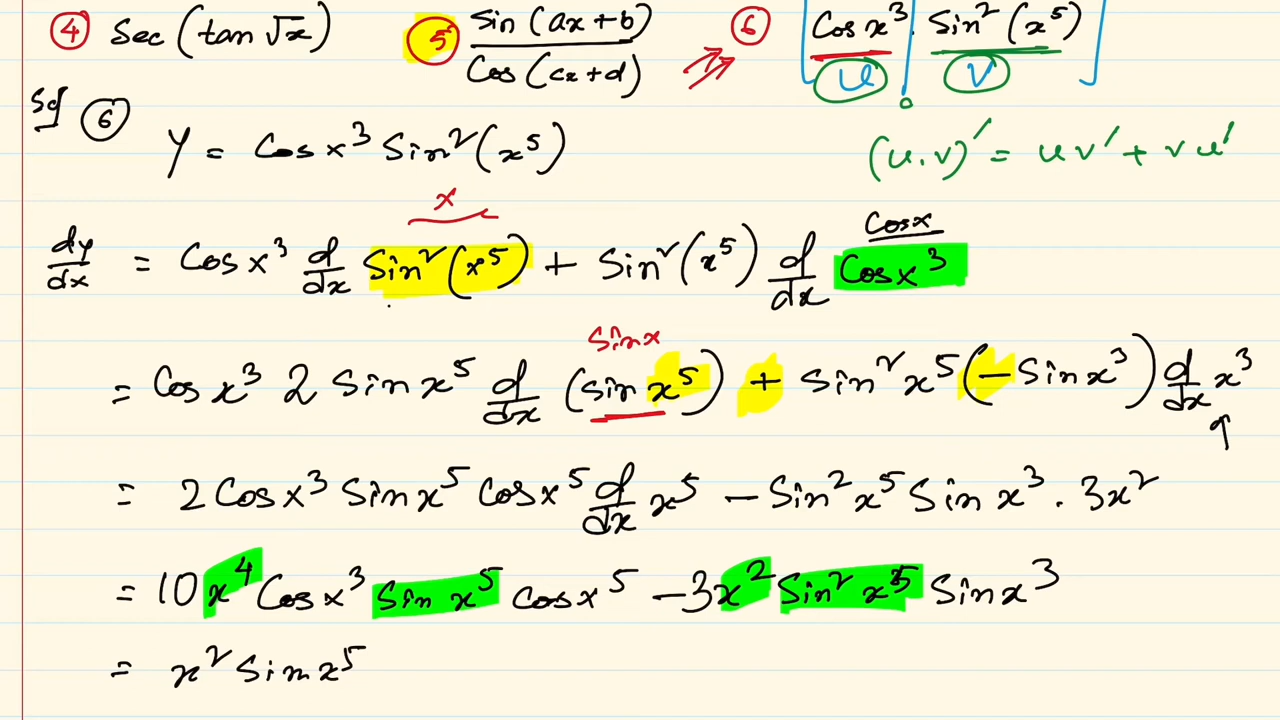 ④ Sec (tan √x) ⑤ sin (ax + b) / Cos (cx + d) ⑥ [Cos x³ . Sin² (x⁵)]
u v
Sol ⑥ Y = Cos x³ Sin² (x⁵) (u.v)′ = u v′ + v u′
x Cos x
dy/dx = Cos x³ d/dx Sin² (x⁵) + Sin² (x⁵) d/dx Cos x³
Sin x
= Cos x³ 2 Sin x⁵ d/dx (sin x⁵) + Sin² x⁵ (− Sin x³) d/dx x³
= 2 Cos x³ Sin x⁵ Cos x⁵ d/dx x⁵ − Sin² x⁵ Sin x³ . 3x²
= 10 x⁴ Cos x³ Sin x⁵ Cos x⁵ − 3x² Sin² x⁵ Sin x³
= x² Sin x⁵